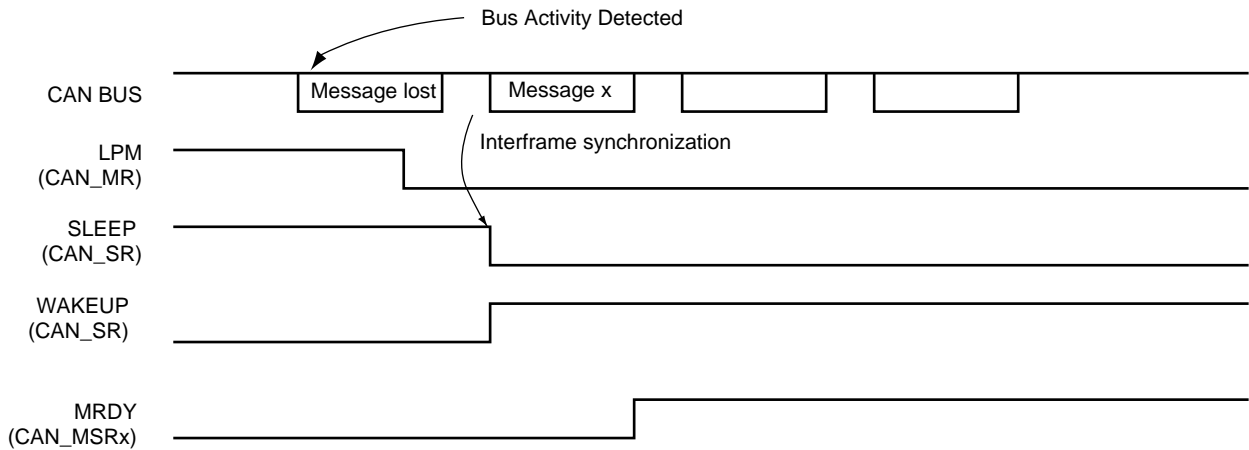 Bus Activity Detected
CAN BUS
Message lost
Message x
Interframe synchronization
LPM
(CAN_MR)
SLEEP
(CAN_SR)
WAKEUP
(CAN_SR)
MRDY
(CAN_MSRx)